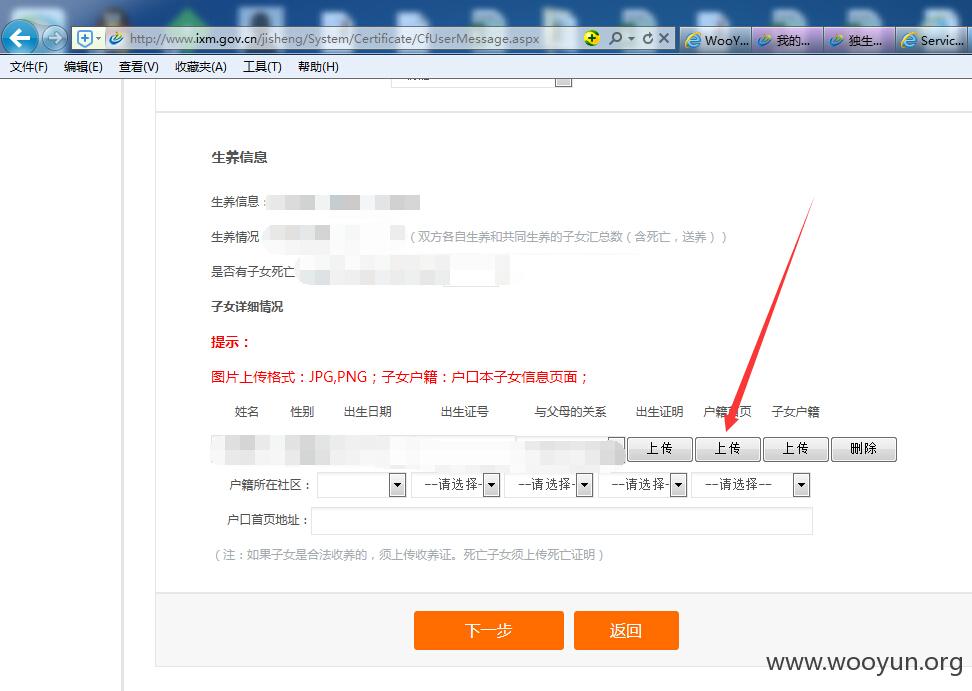 http://www.ixm.gov.cn/jisheng/System/Certificate/CfUserMessage.aspx
WooY...
我的...
独生...
Servic...
文件(F) 编辑(E) 查看(V) 收藏夹(A) 工具(T) 帮助(H)
生养信息
生养信息:
生养情况 (双方各自生养和共同生养的子女汇总数(含死亡,送养))
是否有子女死亡
子女详细情况
提示:
图片上传格式:JPG,PNG;子女户籍:户口本子女信息页面;
姓名 性别 出生日期 出生证号 与父母的关系 出生证明 户籍首页 子女户籍
上传 上传 上传 删除
户籍所在社区: --请选择- --请选择- --请选择- --请选择--
户口首页地址:
(注:如果子女是合法收养的,须上传收养证。死亡子女须上传死亡证明)
下一步 返回
www.wooyun.org